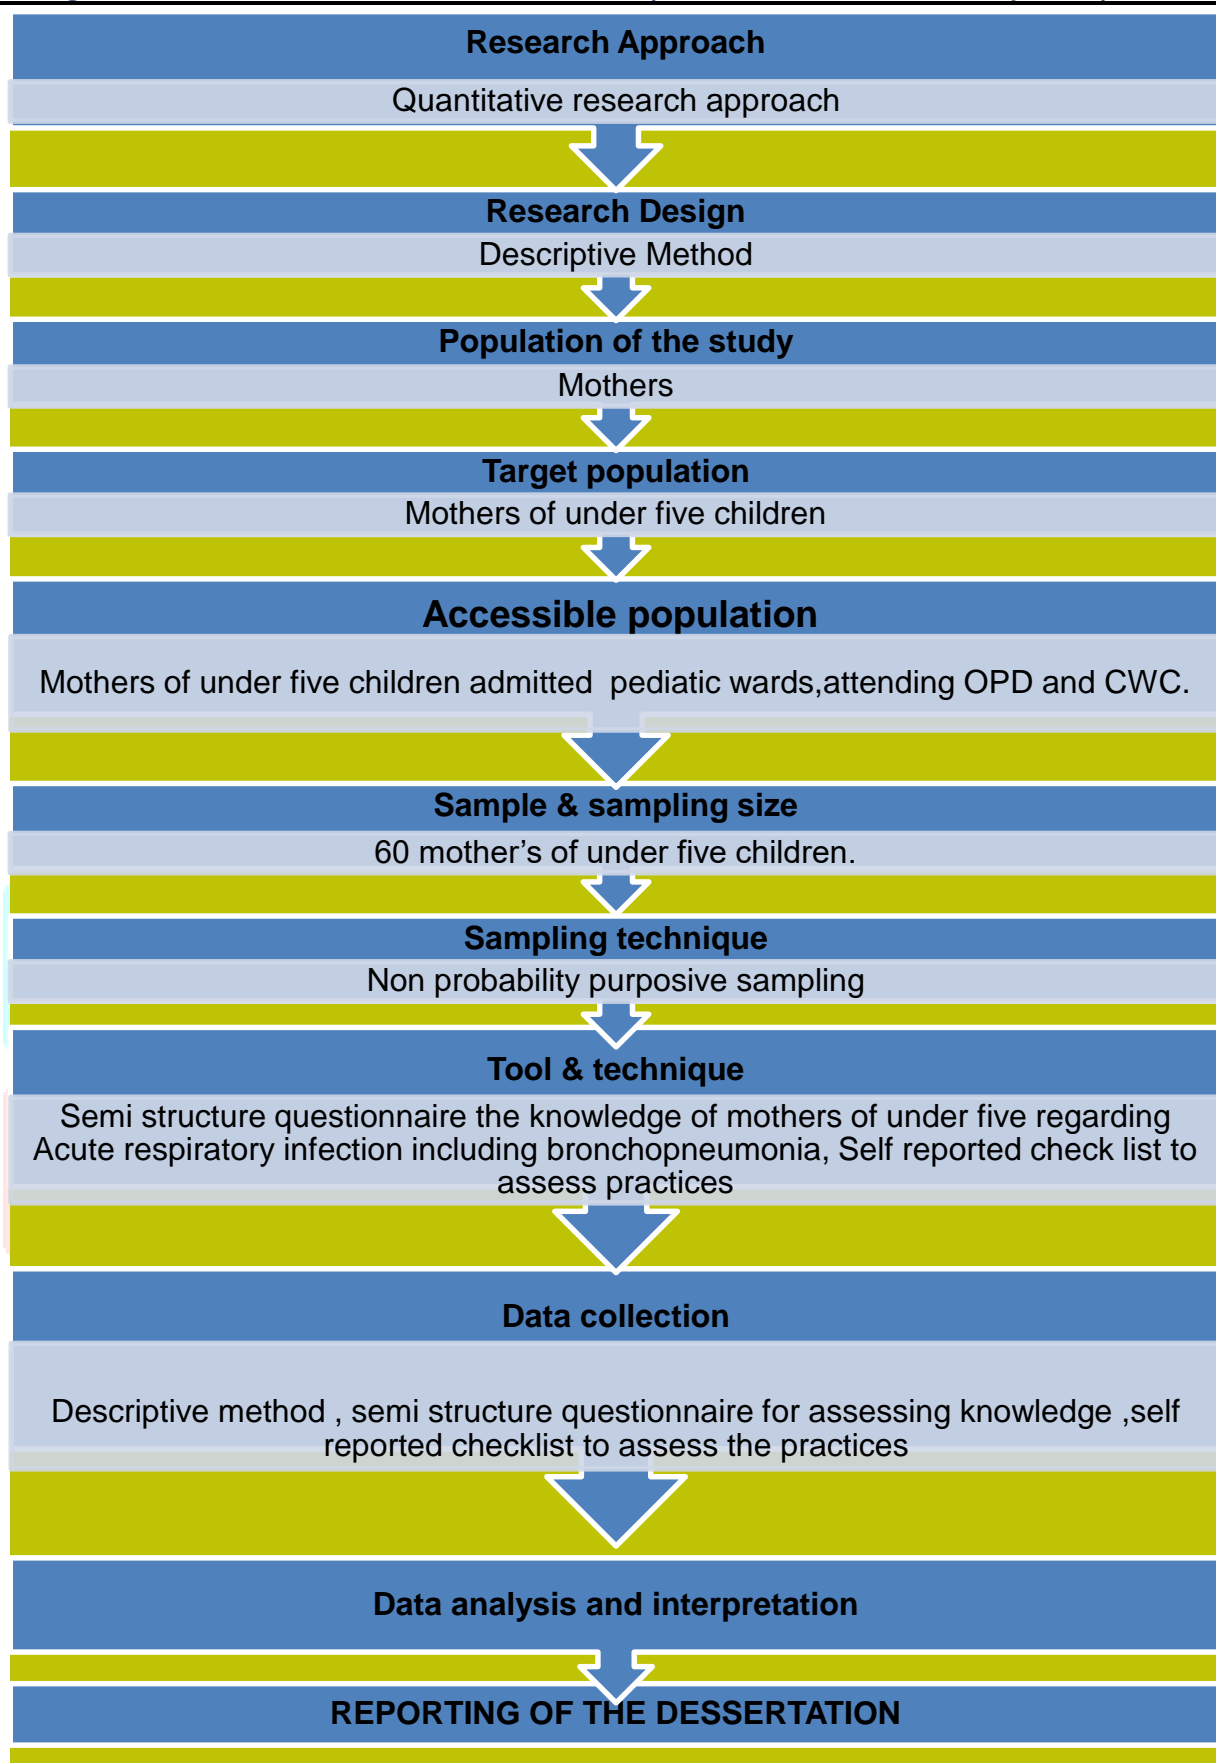 Research Approach
Quantitative research approach
Research Design
Descriptive Method
Population of the study
Mothers
Target population
Mothers of under five children
Accessible population
Mothers of under five children admitted  pediatic wards,attending OPD and CWC.
Sample & sampling size
60 mother’s of under five children.
Sampling technique
Non probability purposive sampling
Tool & technique
Semi structure questionnaire the knowledge of mothers of under five regarding
Acute respiratory infection including bronchopneumonia, Self reported check list to
assess practices
Data collection
Descriptive method , semi structure questionnaire for assessing knowledge ,self
reported checklist to assess the practices
Data analysis and interpretation
REPORTING OF THE DESSERTATION